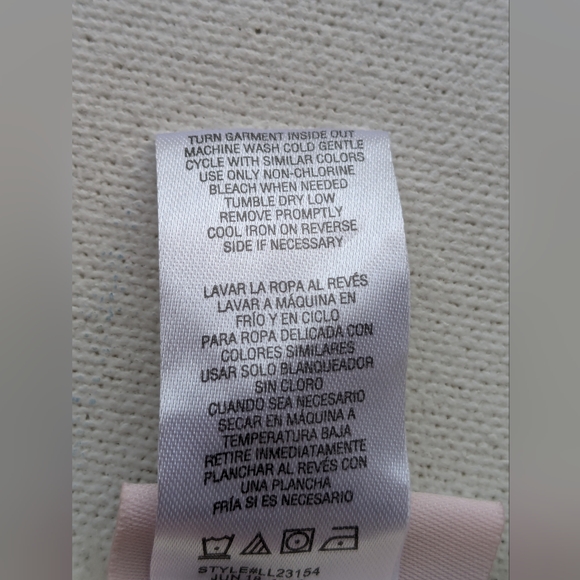 TURN GARMENT INSIDE OUT
MACHINE WASH COLD GENTLE
CYCLE WITH SIMILAR COLORS
USE ONLY NON-CHLORINE
BLEACH WHEN NEEDED
TUMBLE DRY LOW
REMOVE PROMPTLY
COOL IRON ON REVERSE
SIDE IF NECESSARY
LAVAR LA ROPA AL REVÉS
LAVAR A MÁQUINA EN
FRÍO Y EN CICLO
PARA ROPA DELICADA CON
COLORES SIMILARES
USAR SOLO BLANQUEADOR
SIN CLORO
CUANDO SEA NECESARIO
SECAR EN MÁQUINA A
TEMPERATURA BAJA
RETIRE INMEDIATAMENTE
PLANCHAR AL REVÉS CON
UNA PLANCHA
FRÍA SI ES NECESARIO
STYLE#LL23154
JUN